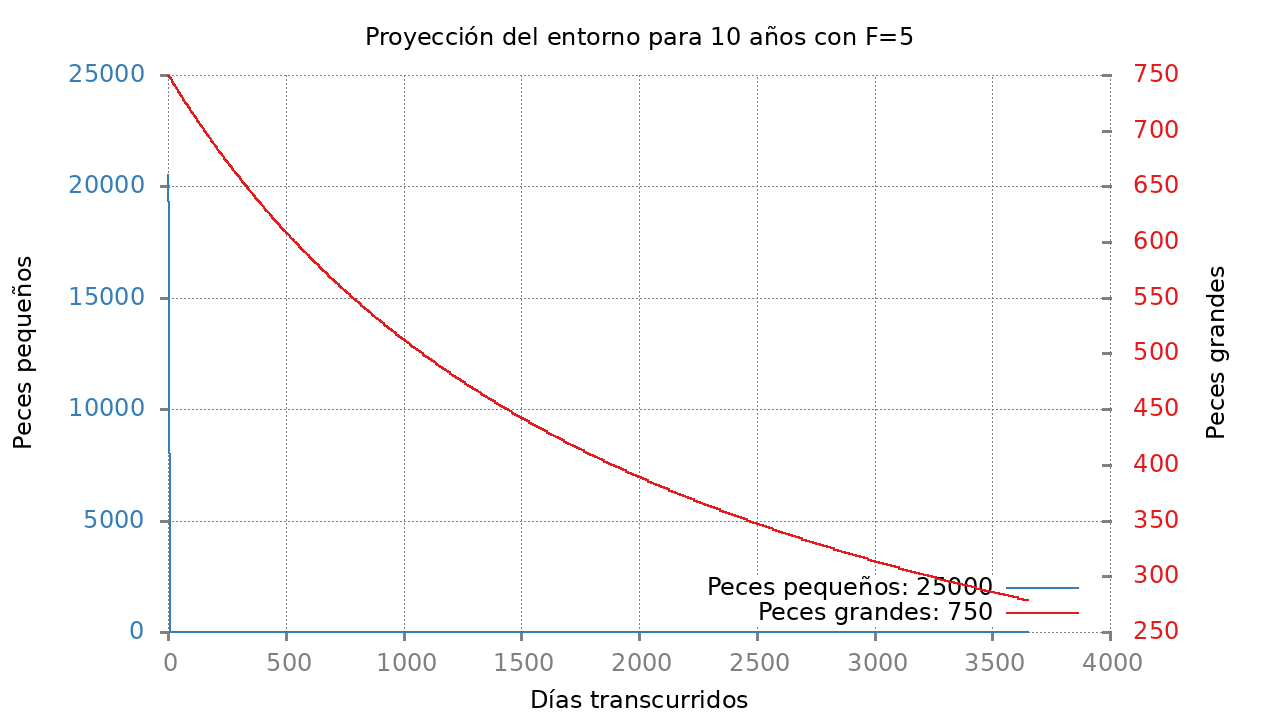 Proyección del entorno para 10 años con F=5
25000
20000
15000
10000
5000
0
Peces pequeños
750
700
650
600
550
500
450
400
350
300
250
Peces grandes
Peces pequeños: 25000
Peces grandes: 750
0 500 1000 1500 2000 2500 3000 3500 4000
Días transcurridos